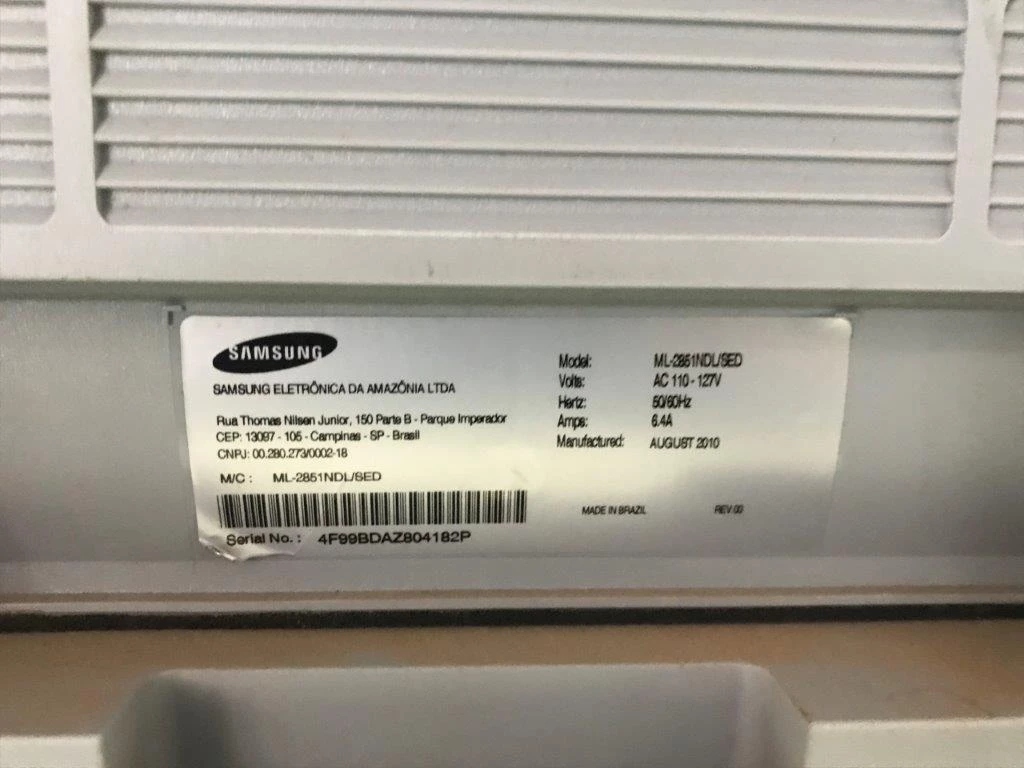 SAMSUNG
SAMSUNG ELETRÔNICA DA AMAZÔNIA LTDA
Rua Thomas Nilsen Junior, 150 Parte B - Parque Imperador
CEP: 13097 - 105 - Campinas - SP - Brasil
CNPJ: 00.280.273/0002-18
M/C : ML-2851NDL/SED
Serial No. : 4F99BDAZ804182P
Model: ML-2851NDL/SED
Volts: AC 110 - 127V
Hertz: 50/60Hz
Amps: 6.4A
Manufactured: AUGUST 2010
MADE IN BRAZIL REV 00